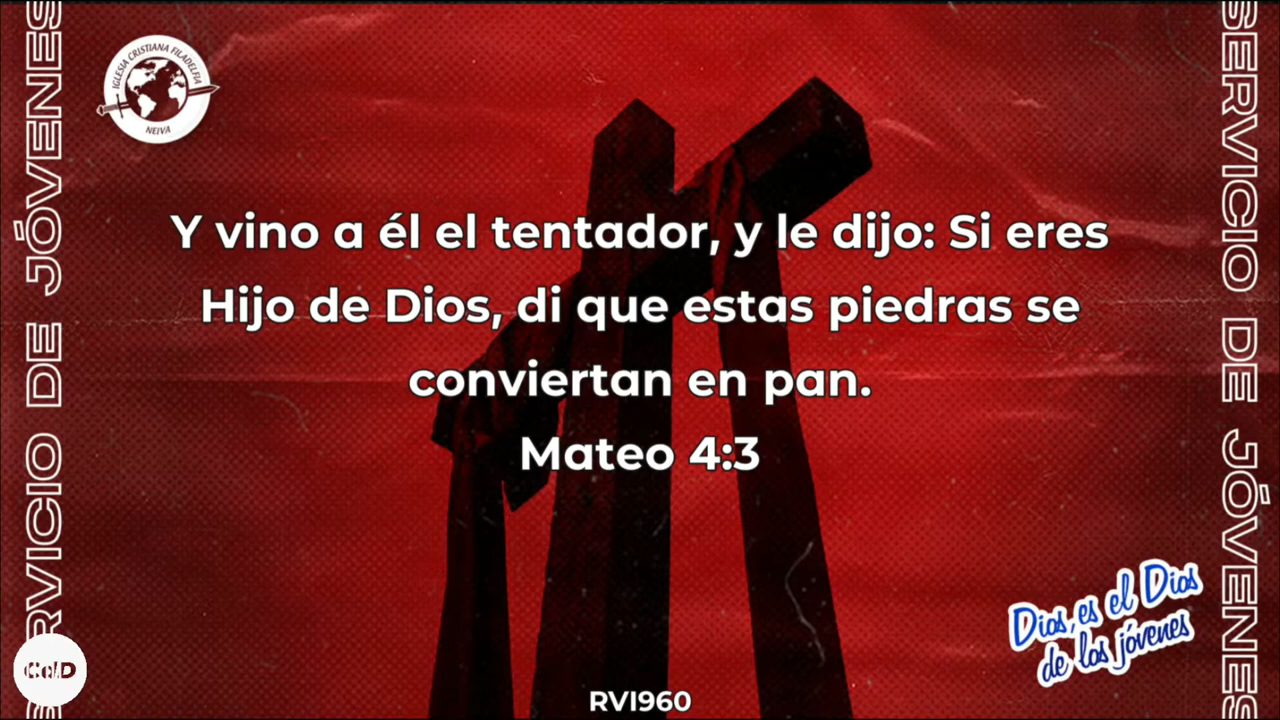 SERVICIO DE JÓVENES
IGLESIA CRISTIANA FILADELFIA
NEIVA
Y vino a él el tentador, y le dijo: Si eres
Hijo de Dios, di que estas piedras se
conviertan en pan.
Mateo 4:3
Dios, es el Dios
de los jóvenes
RV1960
SERVICIO DE JÓVENES